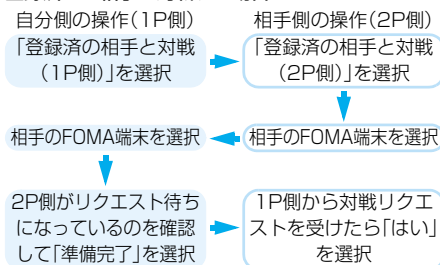 自分側の操作(1P側)
相手側の操作(2P側)
「登録済の相手と対戦
(1P側)」を選択
「登録済の相手と対戦
(2P側)」を選択
相手のFOMA端末を選択
相手のFOMA端末を選択
2P側がリクエスト待ち
になっているのを確認
して「準備完了」を選択
1P側から対戦リクエ
ストを受けたら「はい」
を選択